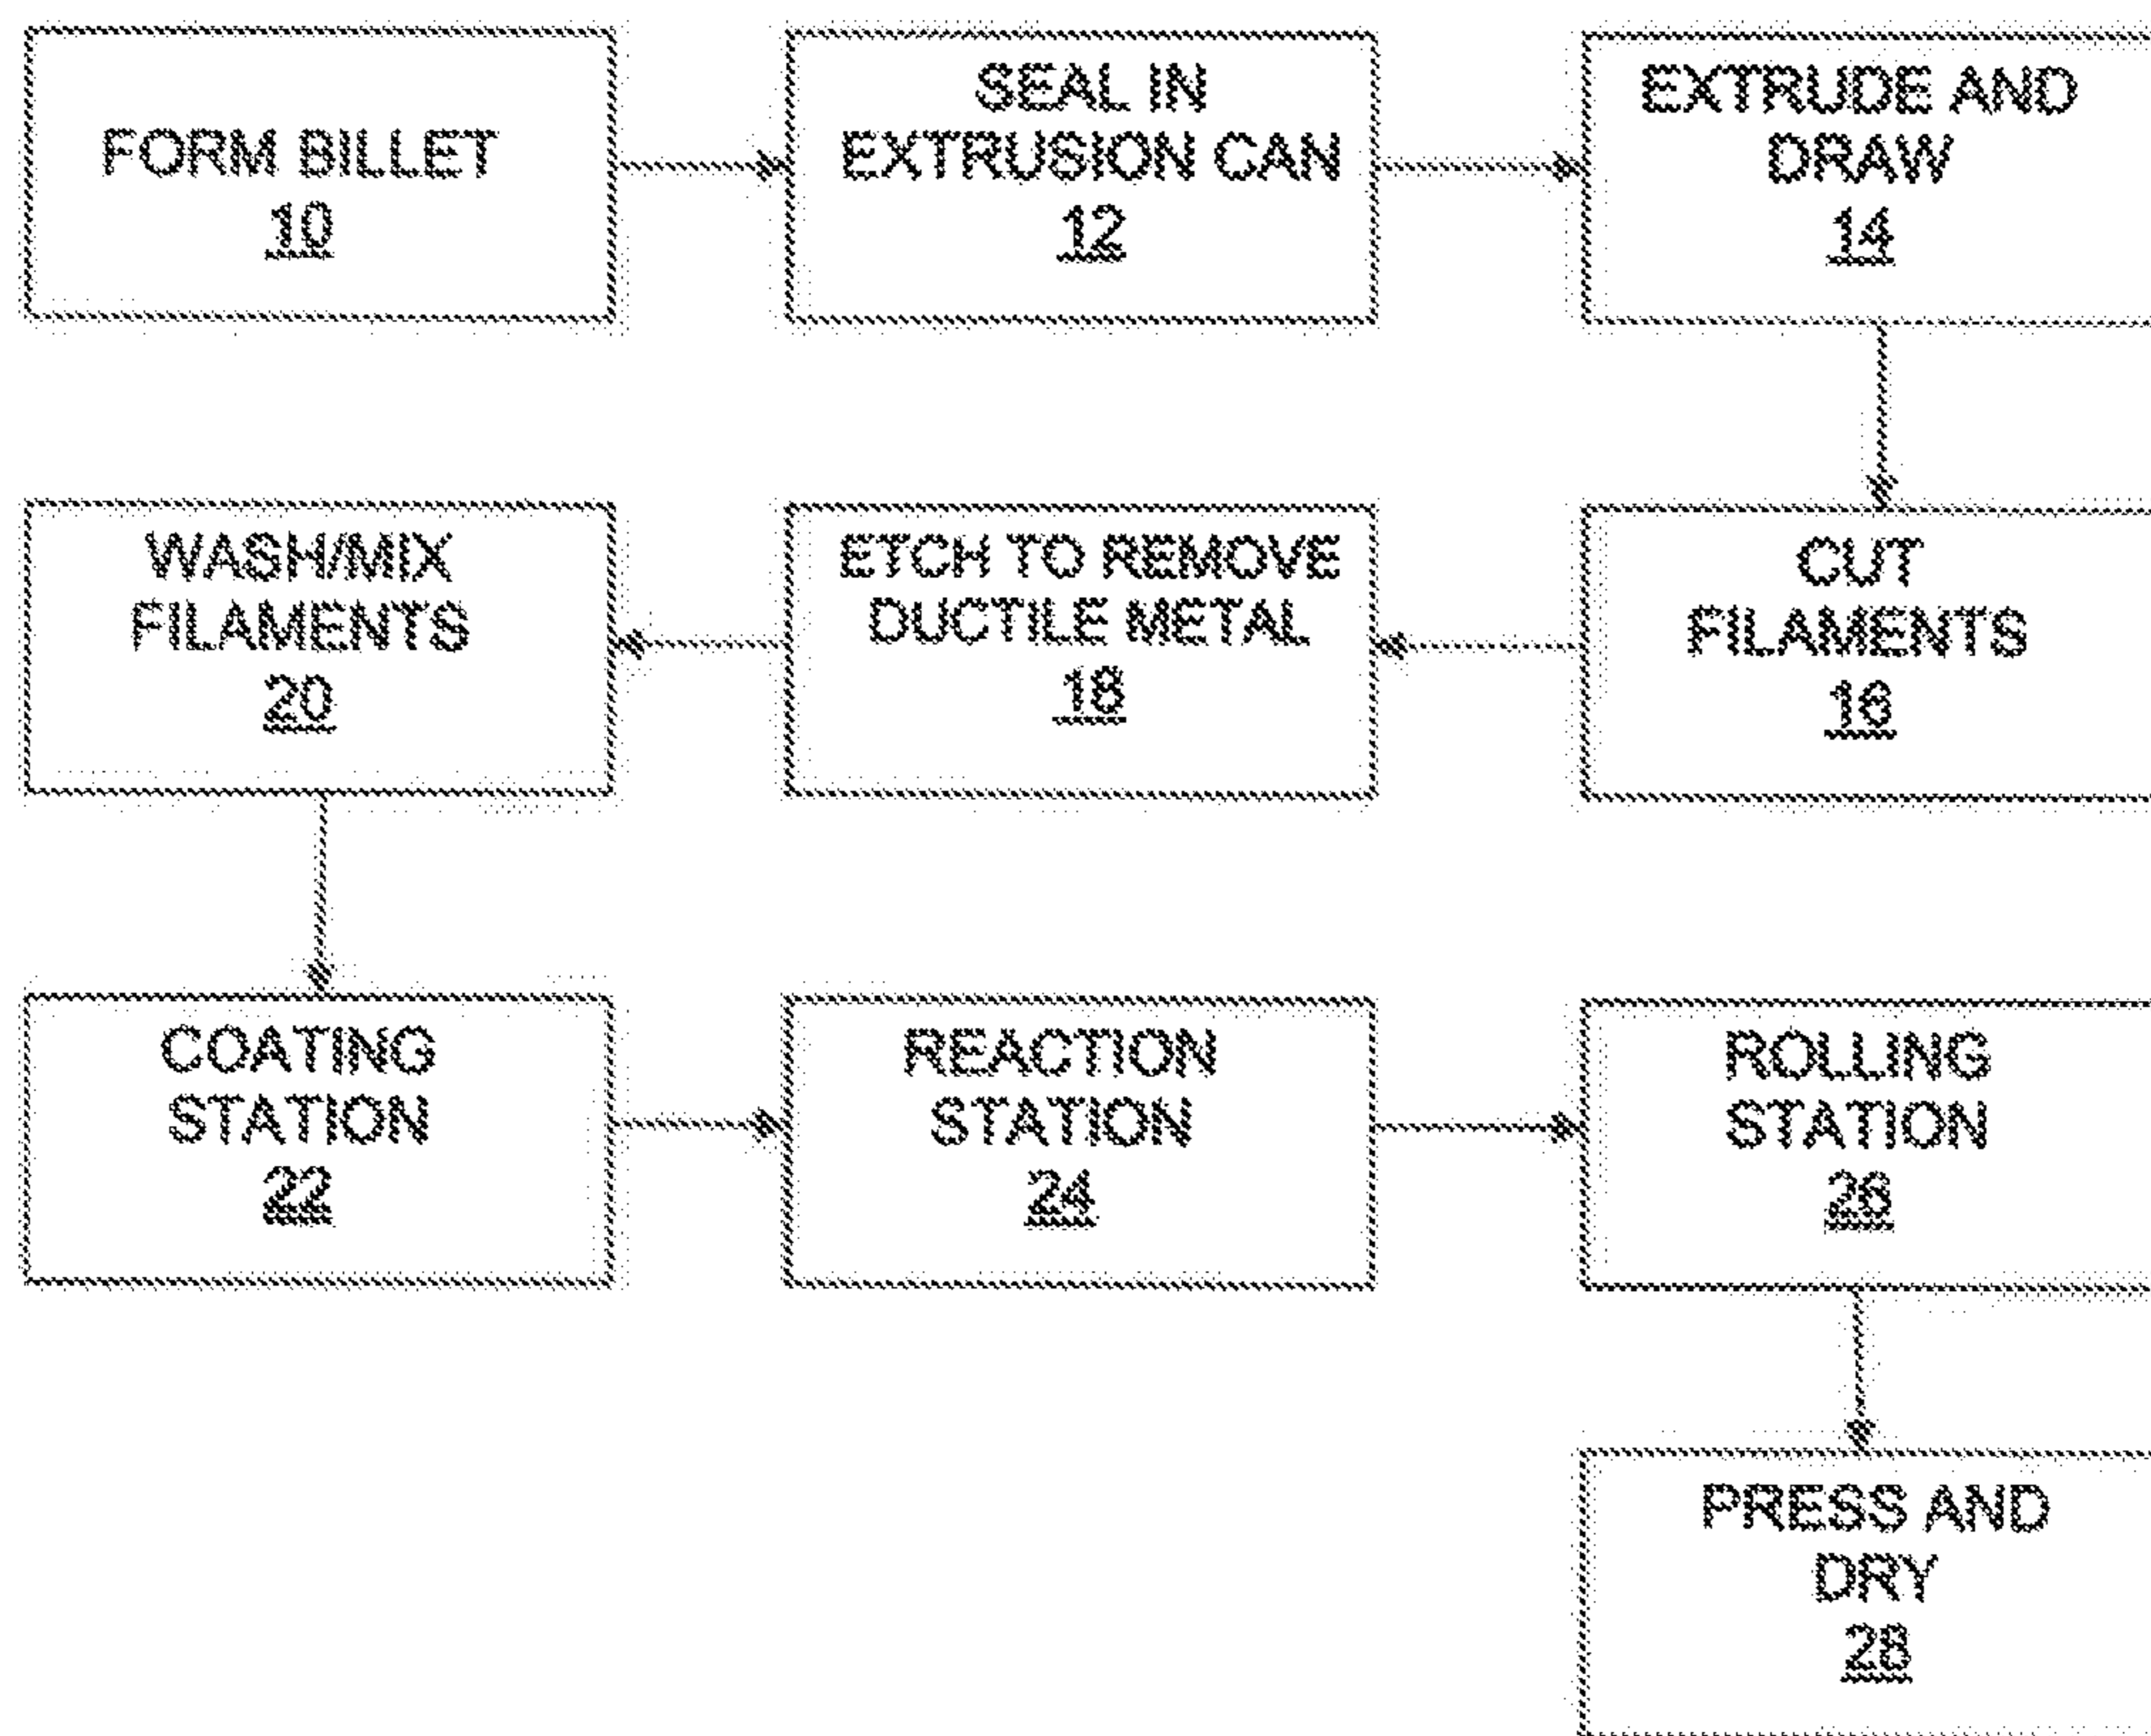 FORM BILLET
10
SEAL IN
EXTRUSION CAN
12
EXTRUDE AND
DRAW
14
CUT
FILAMENTS
16
ETCH TO REMOVE
DUCTILE METAL
18
WASH/MIX
FILAMENTS
20
COATING
STATION
22
REACTION
STATION
24
ROLLING
STATION
26
PRESS AND
DRY
28